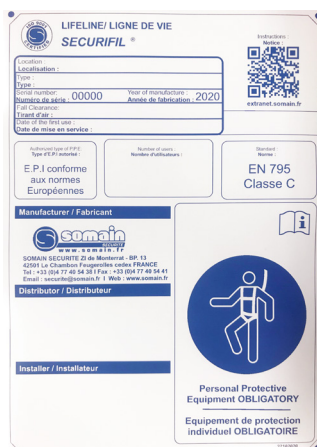 ISO 9001
CERTIFIED
LIFELINE/ LIGNE DE VIE
SECURIFIL ®
Instructions :
Notice :
extranet.somain.fr
Location :
Localisation :
Type :
Type :
Serial number:
Numéro de série : 00000
Year of manufacture :
Année de fabrication : 2020
Fall Clearance:
Tirant d'air :
Date of the first use :
Date de mise en service :
Authorized type of P.P.E.
Type d'E.P.I autorisé :
E.P.I conforme
aux normes
Européennes
Number of users :
Nombre d'utilisateurs :
Standard :
Norme :
EN 795
Classe C
Manufacturer / Fabricant
somain
SECURITE
www.somain.fr
SOMAIN SECURITE ZI de Monterrat - BP. 13
42501 Le Chambon Feugerolles cedex FRANCE
Tel : +33 (0)4 77 40 54 38 I Fax : +33 (0)4 77 40 54 41
Email : securite@somain.fr I Web : www.somain.fr
Distributor / Distributeur
Installer / Installateur
i
Personal Protective
Equipment OBLIGATORY
Equipement de protection
individuel OBLIGATOIRE